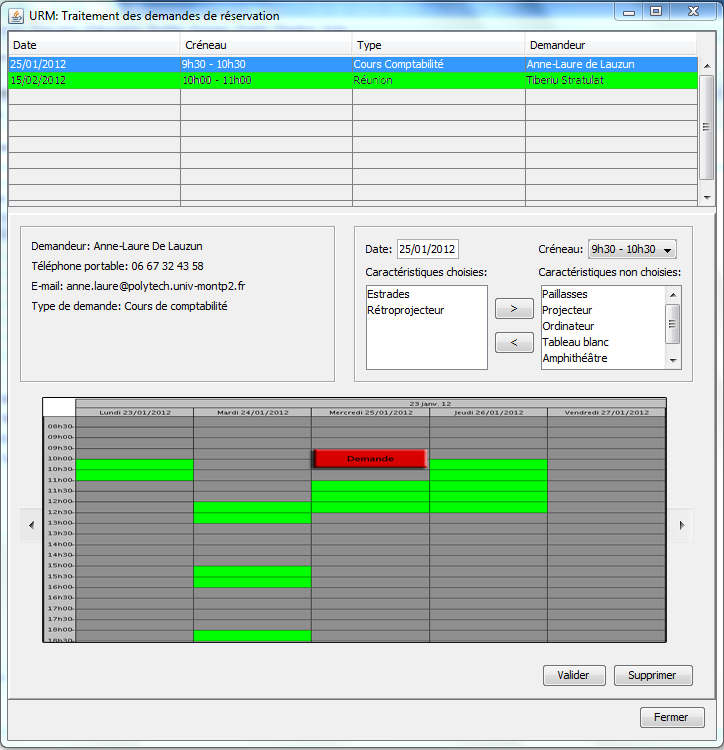 URM: Traitement des demandes de réservation
Date Créneau Type Demandeur
25/01/2012 9h30 - 10h30 Cours Comptabilité Anne-Laure de Lauzun
15/02/2012 10h00 - 11h00 Réunion Tiberiu Stratulat
Demandeur: Anne-Laure De Lauzun
Téléphone portable: 06 67 32 43 58
E-mail: anne.laure@polytech.univ-montp2.fr
Type de demande: Cours de comptabilité
Date: 25/01/2012 Créneau: 9h30 - 10h30
Caractéristiques choisies: Caractéristiques non choisies:
Estrades
Rétroprojecteur
>
<
Paillasses
Projecteur
Ordinateur
Tableau blanc
Amphithéâtre
23 janv. 12
Lundi 23/01/2012 Mardi 24/01/2012 Mercredi 25/01/2012 Jeudi 26/01/2012 Vendredi 27/01/2012
08h30
09h00
09h30
10h00 Demande
10h30
11h00
11h30
12h00
12h30
13h00
13h30
14h00
14h30
15h00
15h30
16h00
16h30
17h00
17h30
18h00
18h30
Valider Supprimer
Fermer